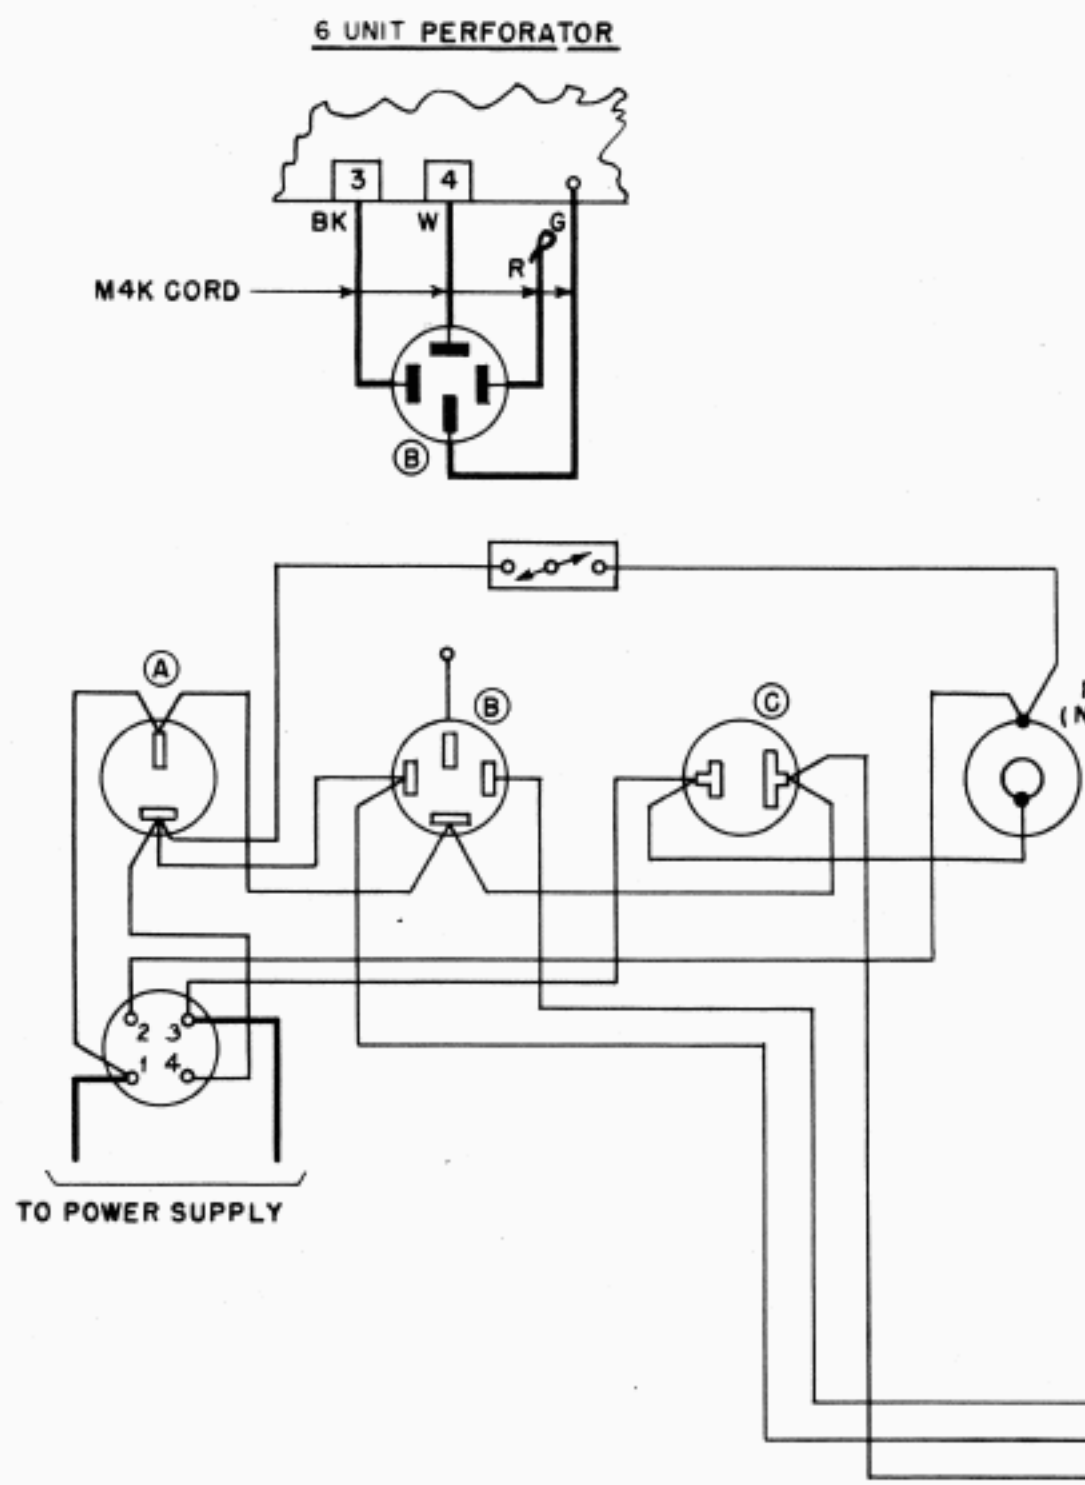 6 UNIT PERFORATOR
3 4
BK W G
R
M4K CORD
B
A
B
C
(N
2 3
1 4
TO POWER SUPPLY